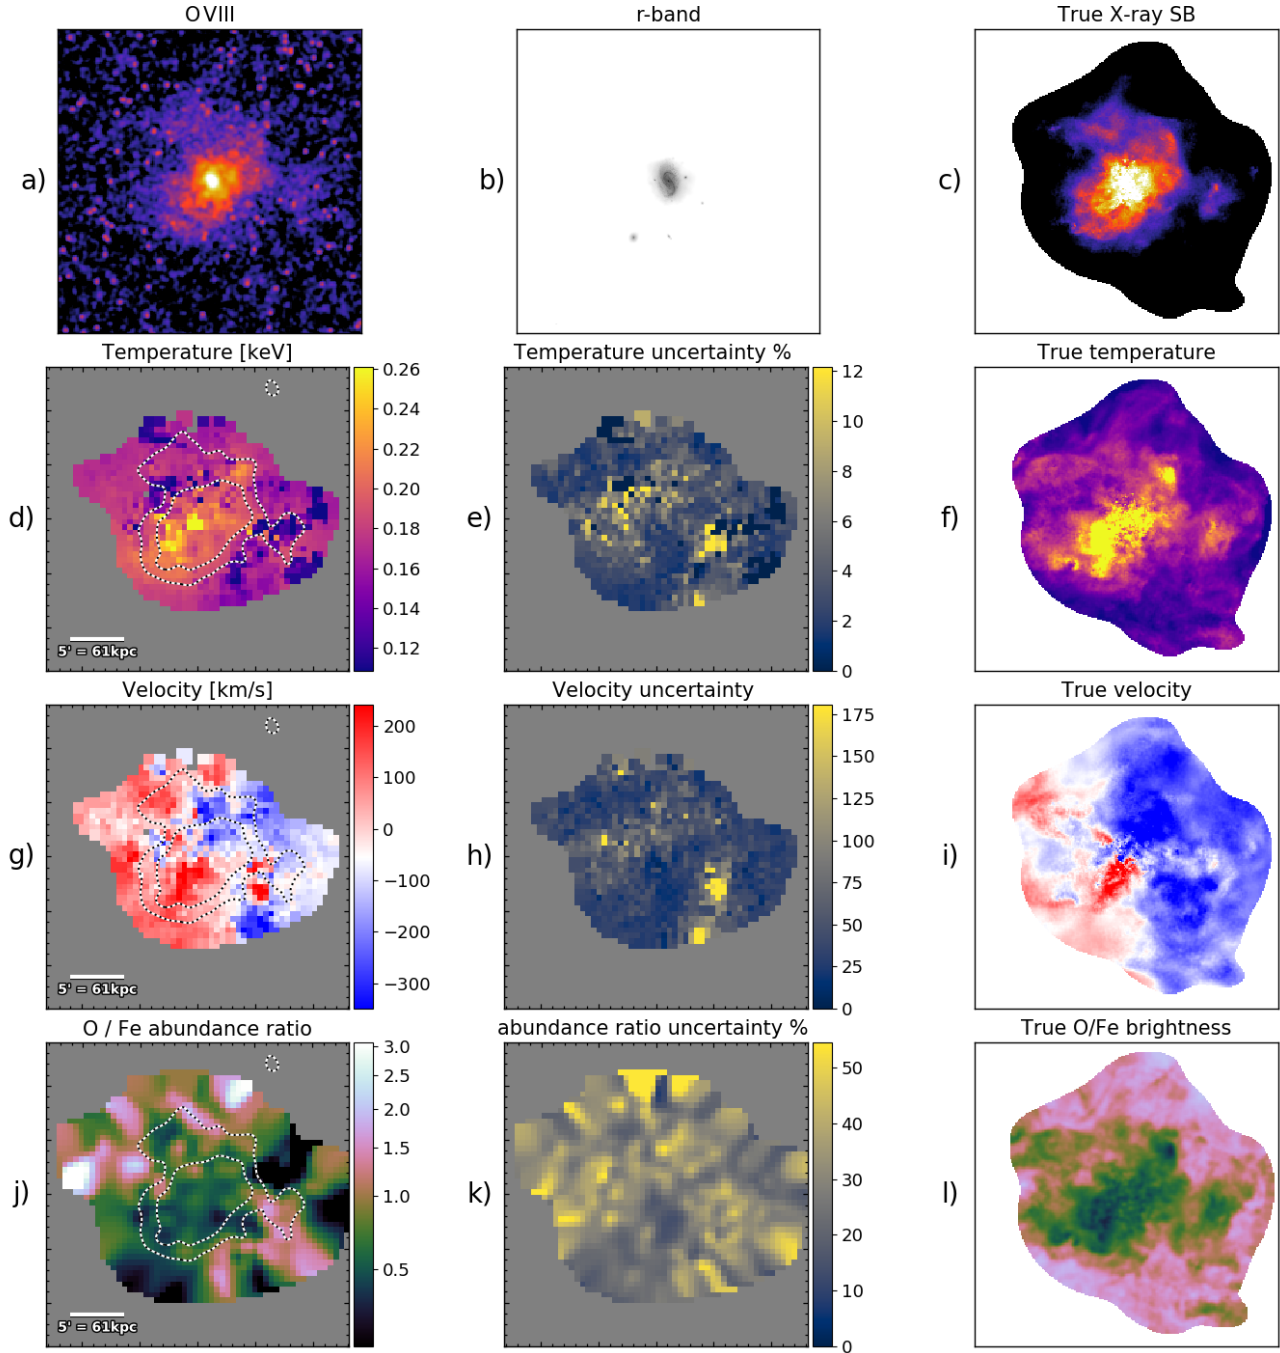 O VIII
r-band
True X-ray SB
a)
b)
c)
Temperature [keV]
Temperature uncertainty %
True temperature
d)
0.26
0.24
0.22
0.20
0.18
0.16
0.14
0.12
5' = 61kpc
e)
12
10
8
6
4
2
0
f)
Velocity [km/s]
Velocity uncertainty
True velocity
g)
200
100
0
−100
−200
−300
5' = 61kpc
h)
175
150
125
100
75
50
25
0
i)
O / Fe abundance ratio
abundance ratio uncertainty %
True O/Fe brightness
j)
3.0
2.5
2.0
1.5
1.0
0.5
5' = 61kpc
k)
50
40
30
20
10
0
l)